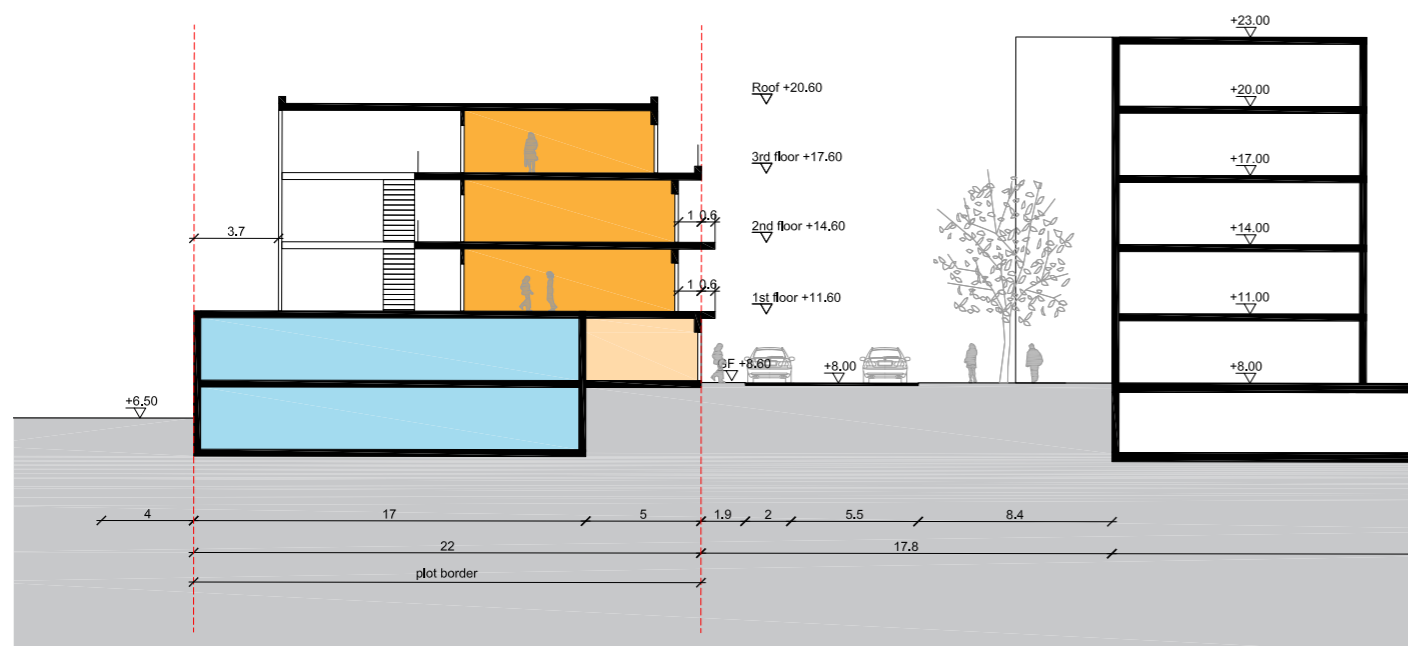 +23.00
Roof +20.60
+20.00
3rd floor +17.60
+17.00
1 0.6
3.7
2nd floor +14.60
+14.00
1 0.6
1st floor +11.60
+11.00
GF +8.60
+8.00
+8.00
+6.50
4 17 5 1.9 2 5.5 8.4
22 17.8
plot border